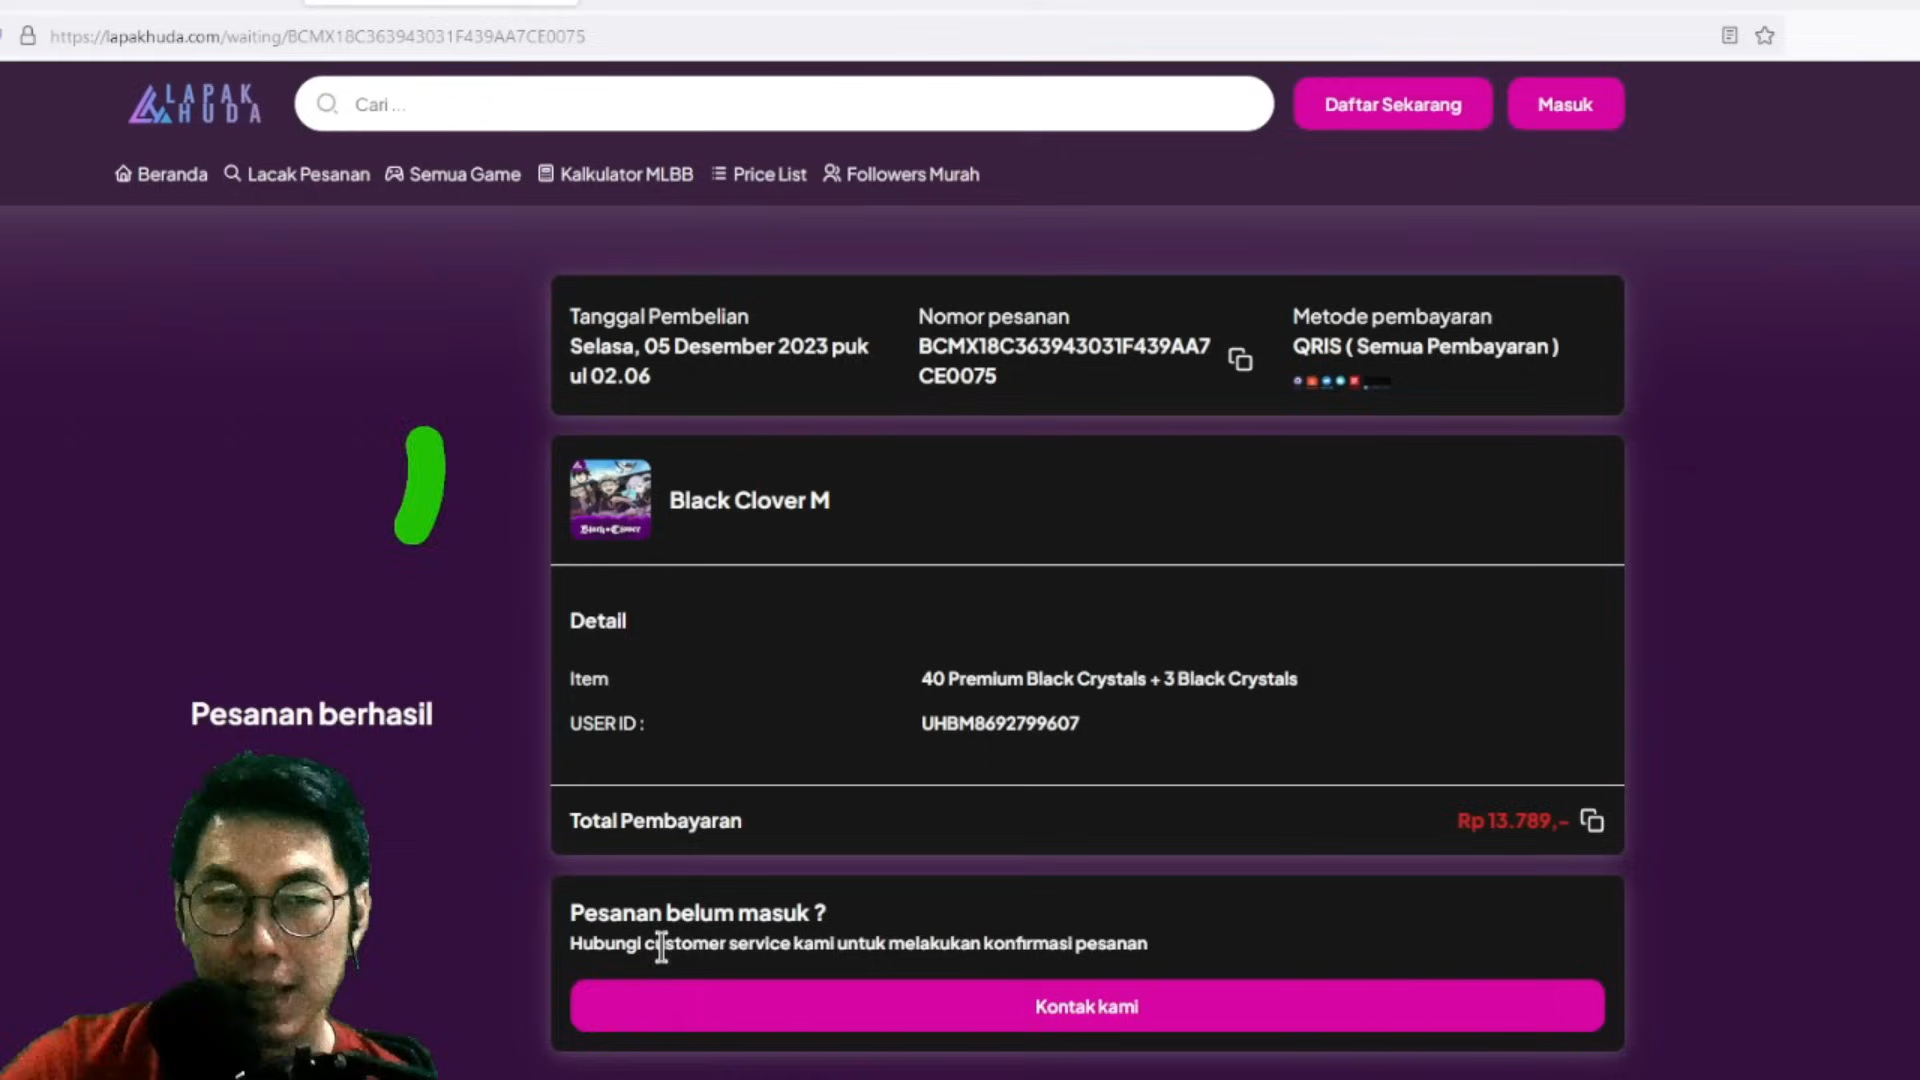 https://lapakhuda.com/waiting/BCMX18C363943031F439AA7CE0075
LAPAK
HUDA
Cari ...
Daftar Sekarang
Masuk
Beranda
Lacak Pesanan
Semua Game
Kalkulator MLBB
Price List
Followers Murah
Tanggal Pembelian
Selasa, 05 Desember 2023 puk
ul 02.06
Nomor pesanan
BCMX18C363943031F439AA7
CE0075
Metode pembayaran
QRIS ( Semua Pembayaran )
Black Clover
Black Clover M
Detail
Item
40 Premium Black Crystals + 3 Black Crystals
USER ID :
UHBM8692799607
Pesanan berhasil
Total Pembayaran
Rp 13.789,-
Pesanan belum masuk ?
Hubungi customer service kami untuk melakukan konfirmasi pesanan
Kontak kami